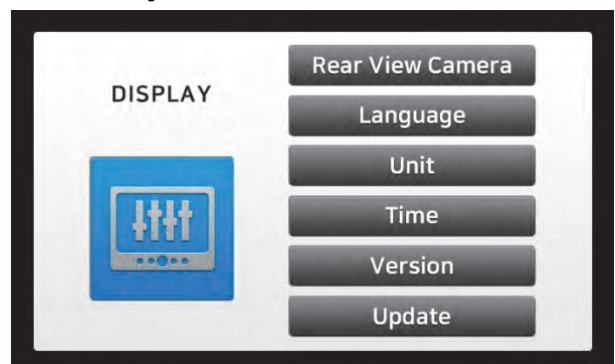 DISPLAY
Rear View Camera
Language
Unit
Time
Version
Update